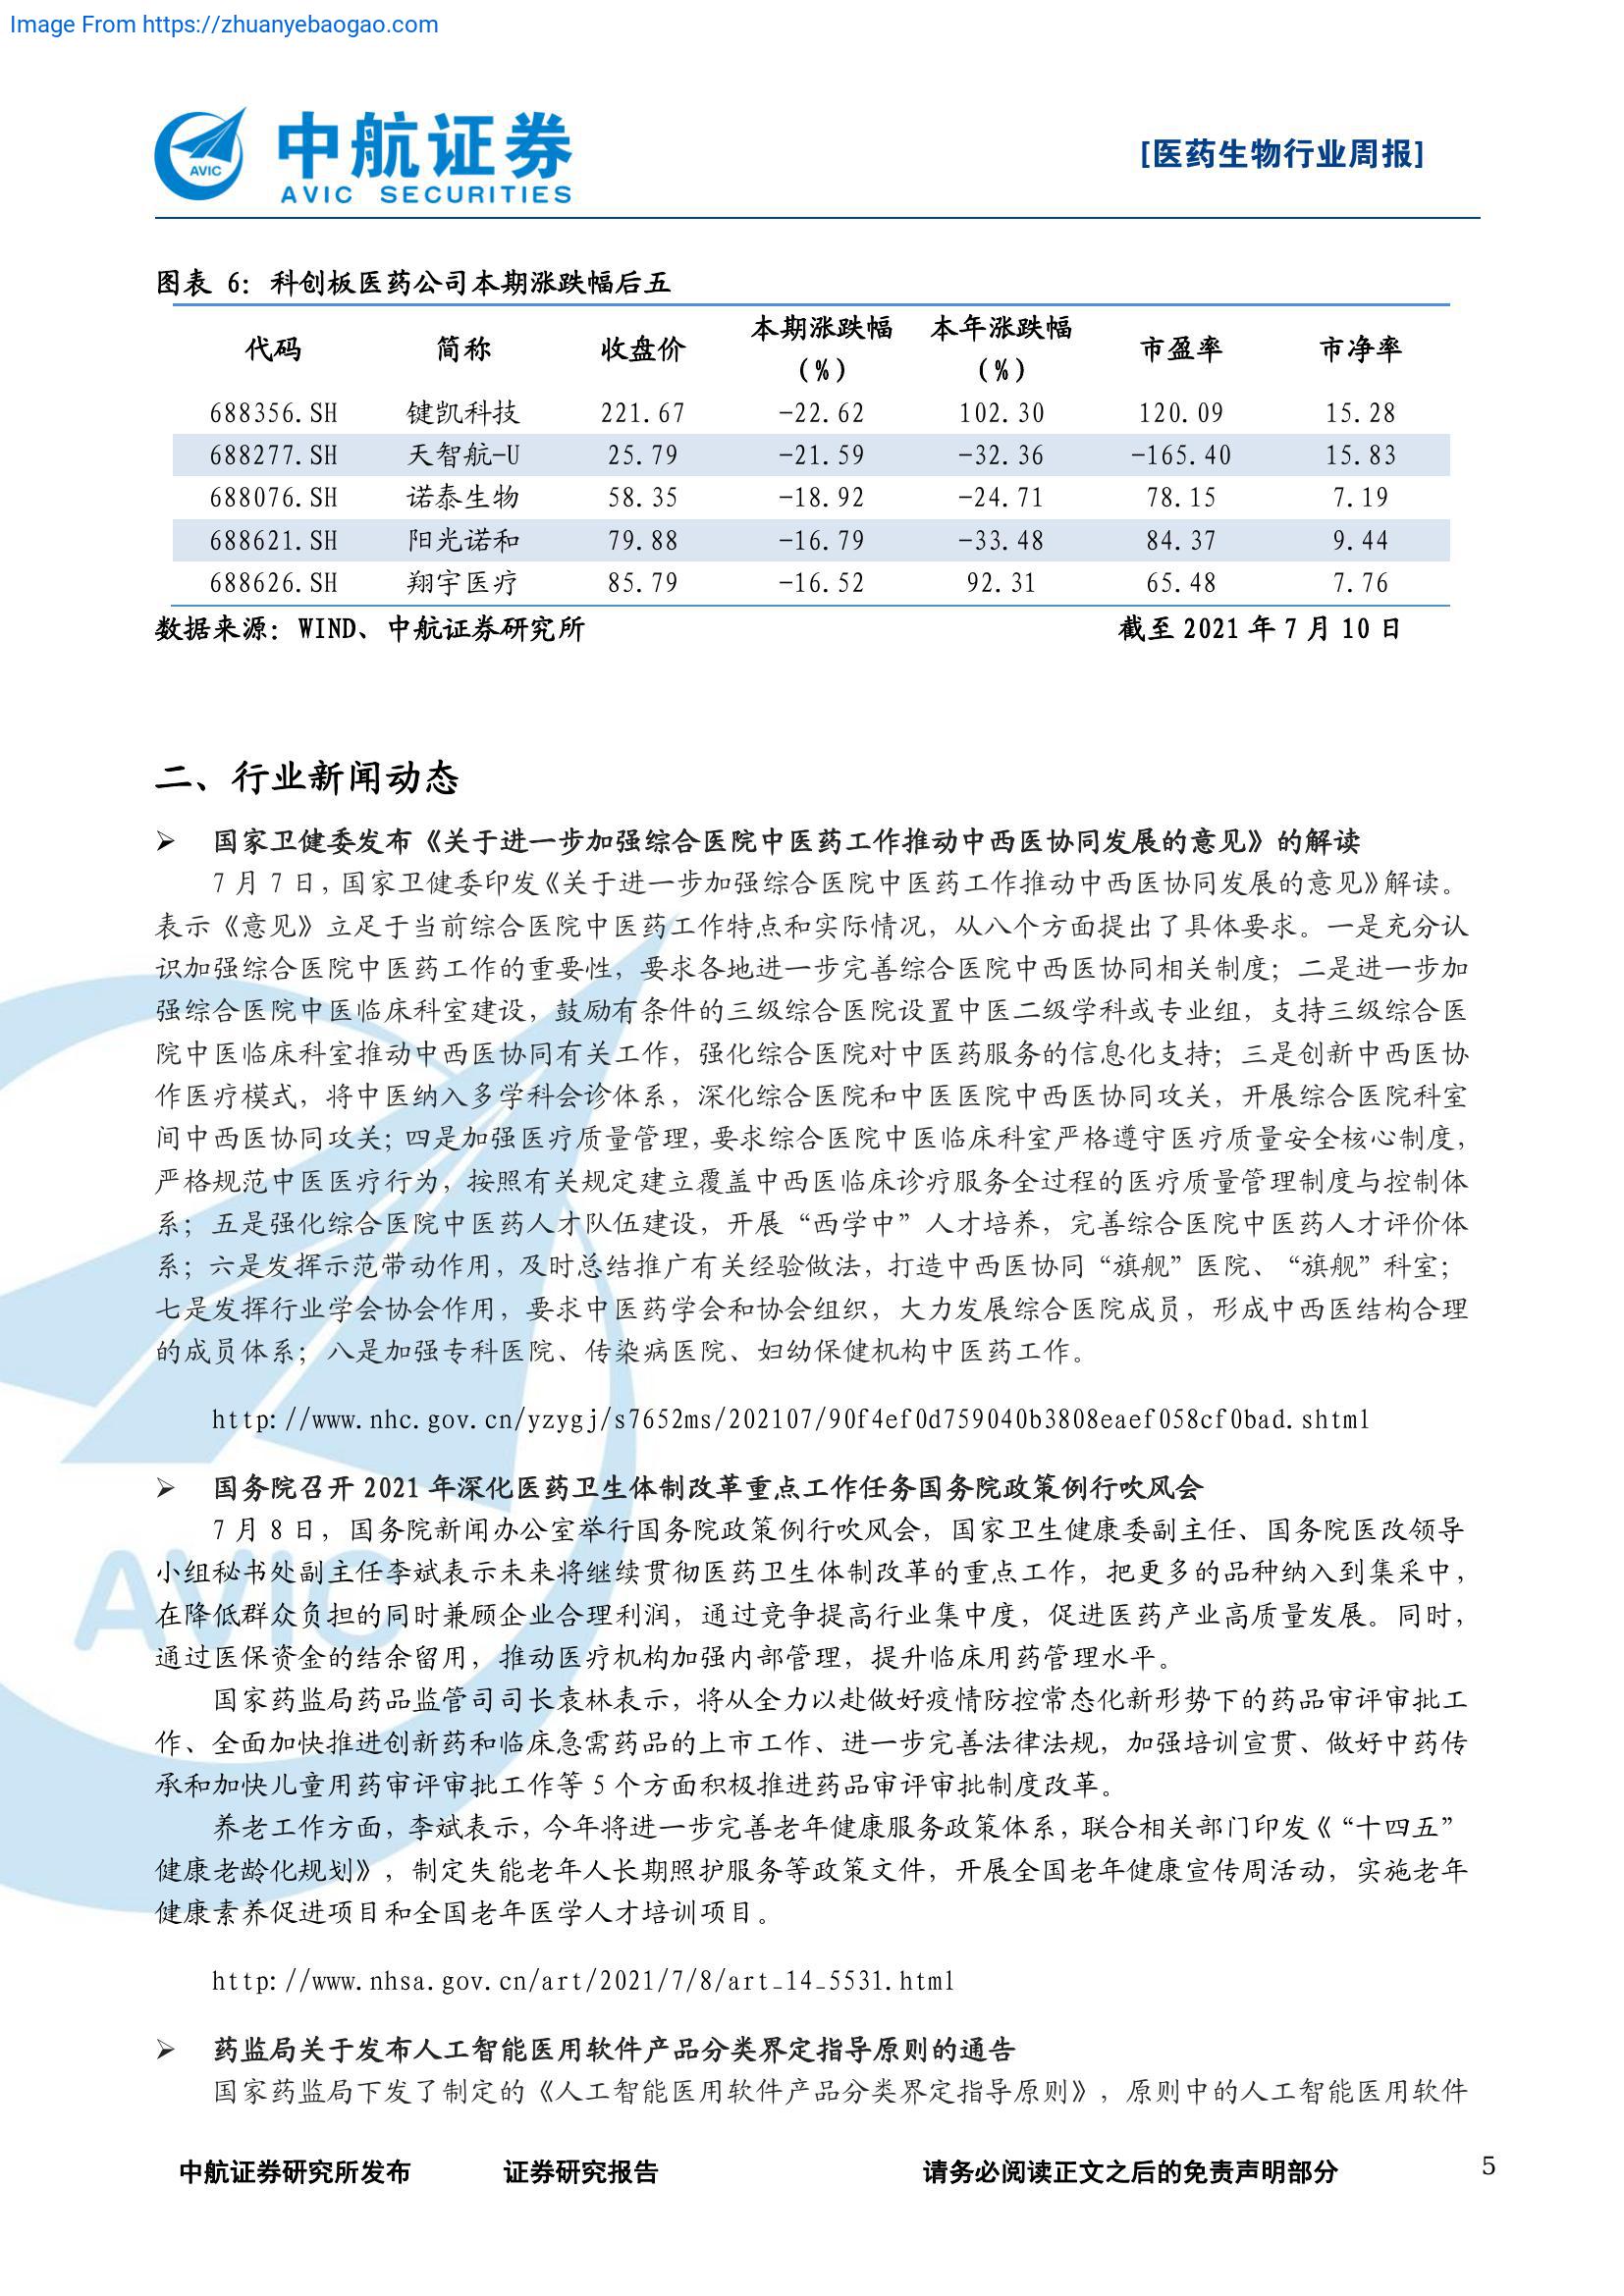 Image From https://zhuanyebaogao.com
AVIC
中航证券
AVIC SECURITIES
[医药生物行业周报]
图表 6：科创板医药公司本期涨跌幅后五
代码 简称 收盘价 本期涨跌幅（%） 本年涨跌幅（%） 市盈率 市净率
688356.SH 键凯科技 221.67 -22.62 102.30 120.09 15.28
688277.SH 天智航-U 25.79 -21.59 -32.36 -165.40 15.83
688076.SH 诺泰生物 58.35 -18.92 -24.71 78.15 7.19
688621.SH 阳光诺和 79.88 -16.79 -33.48 84.37 9.44
688626.SH 翔宇医疗 85.79 -16.52 92.31 65.48 7.76
数据来源：WIND、中航证券研究所 截至 2021 年 7 月 10 日
二、行业新闻动态
➢ 国家卫健委发布《关于进一步加强综合医院中医药工作推动中西医协同发展的意见》的解读
7 月 7 日，国家卫健委印发《关于进一步加强综合医院中医药工作推动中西医协同发展的意见》解读。
表示《意见》立足于当前综合医院中医药工作特点和实际情况，从八个方面提出了具体要求。一是充分认
识加强综合医院中医药工作的重要性，要求各地进一步完善综合医院中西医协同相关制度；二是进一步加
强综合医院中医临床科室建设，鼓励有条件的三级综合医院设置中医二级学科或专业组，支持三级综合医
院中医临床科室推动中西医协同有关工作，强化综合医院对中医药服务的信息化支持；三是创新中西医协
作医疗模式，将中医纳入多学科会诊体系，深化综合医院和中医医院中西医协同攻关，开展综合医院科室
间中西医协同攻关；四是加强医疗质量管理，要求综合医院中医临床科室严格遵守医疗质量安全核心制度，
严格规范中医医疗行为，按照有关规定建立覆盖中西医临床诊疗服务全过程的医疗质量管理制度与控制体
系；五是强化综合医院中医药人才队伍建设，开展“西学中”人才培养，完善综合医院中医药人才评价体
系；六是发挥示范带动作用，及时总结推广有关经验做法，打造中西医协同“旗舰”医院、“旗舰”科室；
七是发挥行业学会协会作用，要求中医药学会和协会组织，大力发展综合医院成员，形成中西医结构合理
的成员体系；八是加强专科医院、传染病医院、妇幼保健机构中医药工作。
http://www.nhc.gov.cn/yzygj/s7652ms/202107/90f4ef0d759040b3808eaef058cf0bad.shtml
➢ 国务院召开 2021 年深化医药卫生体制改革重点工作任务国务院政策例行吹风会
7 月 8 日，国务院新闻办公室举行国务院政策例行吹风会，国家卫生健康委副主任、国务院医改领导
小组秘书处副主任李斌表示未来将继续贯彻医药卫生体制改革的重点工作，把更多的品种纳入到集采中，
在降低群众负担的同时兼顾企业合理利润，通过竞争提高行业集中度，促进医药产业高质量发展。同时，
通过医保资金的结余留用，推动医疗机构加强内部管理，提升临床用药管理水平。
国家药监局药品监管司司长袁林表示，将从全力以赴做好疫情防控常态化新形势下的药品审评审批工
作、全面加快推进创新药和临床急需药品的上市工作、进一步完善法律法规，加强培训宣贯、做好中药传
承和加快儿童用药审评审批工作等 5 个方面积极推进药品审评审批制度改革。
养老工作方面，李斌表示，今年将进一步完善老年健康服务政策体系，联合相关部门印发《“十四五”
健康老龄化规划》，制定失能老年人长期照护服务等政策文件，开展全国老年健康宣传周活动，实施老年
健康素养促进项目和全国老年医学人才培训项目。
http://www.nhsa.gov.cn/art/2021/7/8/art_14_5531.html
➢ 药监局关于发布人工智能医用软件产品分类界定指导原则的通告
国家药监局下发了制定的《人工智能医用软件产品分类界定指导原则》，原则中的人工智能医用软件
中航证券研究所发布 证券研究报告 请务必阅读正文之后的免责声明部分 5